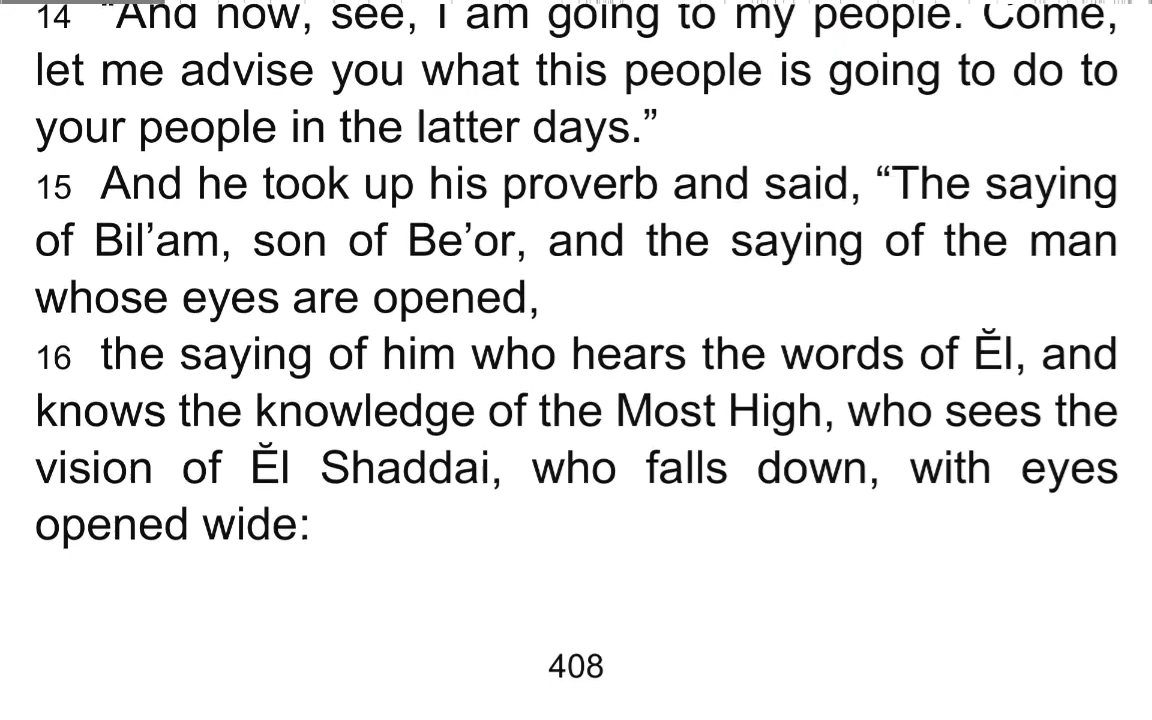 14 “And now, see, I am going to my people. Come,
let me advise you what this people is going to do to
your people in the latter days.”
15 And he took up his proverb and said, “The saying
of Bil’am, son of Be’or, and the saying of the man
whose eyes are opened,
16 the saying of him who hears the words of Ĕl, and
knows the knowledge of the Most High, who sees the
vision of Ĕl Shaddai, who falls down, with eyes
opened wide:
408